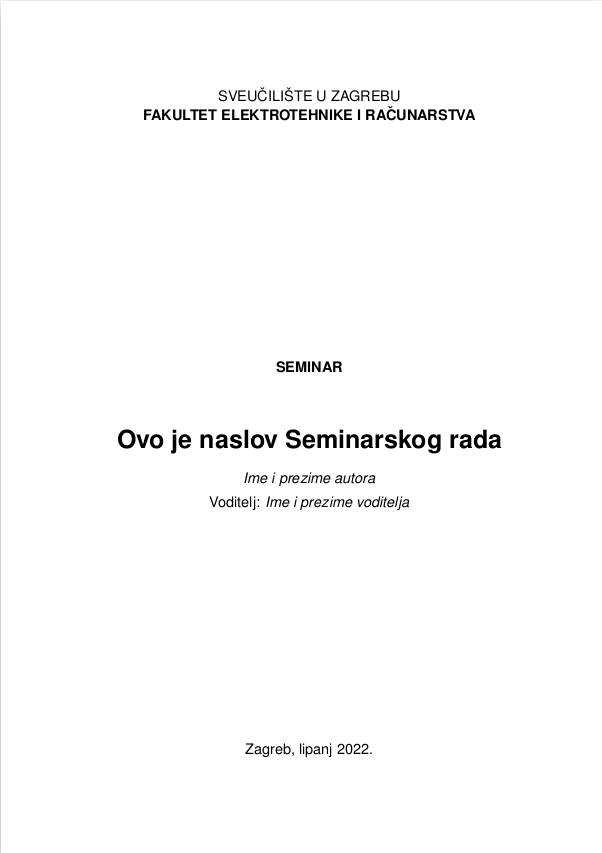 SVEUČILIŠTE U ZAGREBU
FAKULTET ELEKTROTEHNIKE I RAČUNARSTVA
SEMINAR
Ovo je naslov Seminarskog rada
Ime i prezime autora
Voditelj: Ime i prezime voditelja
Zagreb, lipanj 2022.